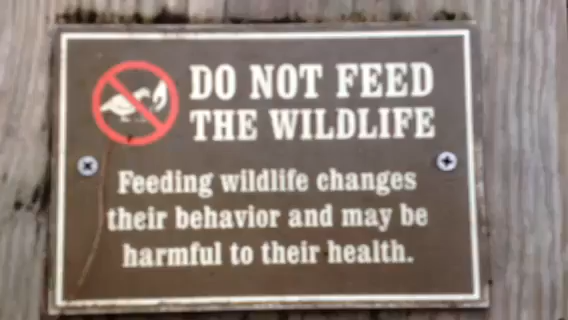 DO NOT FEED
THE WILDLIFE
Feeding wildlife changes
their behavior and may be
harmful to their health.